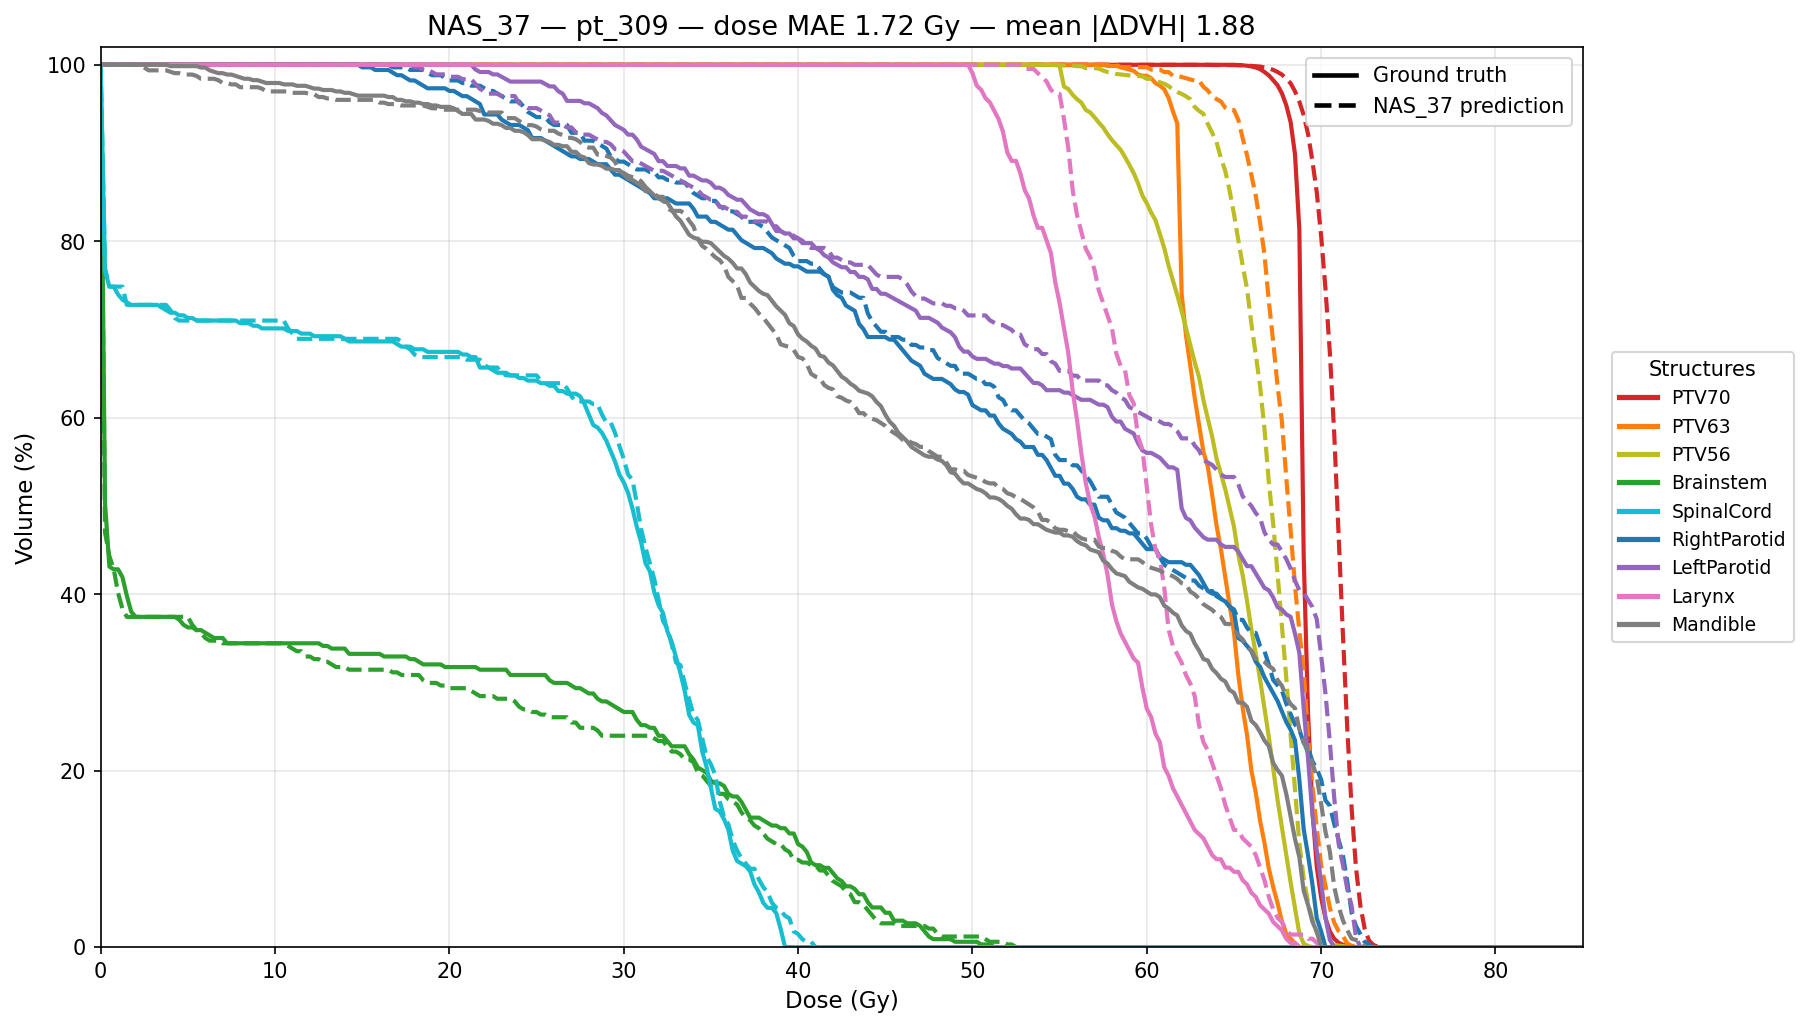 NAS_37 — pt_309 — dose MAE 1.72 Gy — mean |ΔDVH| 1.88
Ground truth
NAS_37 prediction
Structures
PTV70
PTV63
PTV56
Brainstem
SpinalCord
RightParotid
LeftParotid
Larynx
Mandible
Volume (%)
100
80
60
40
20
0
0 10 20 30 40 50 60 70 80
Dose (Gy)